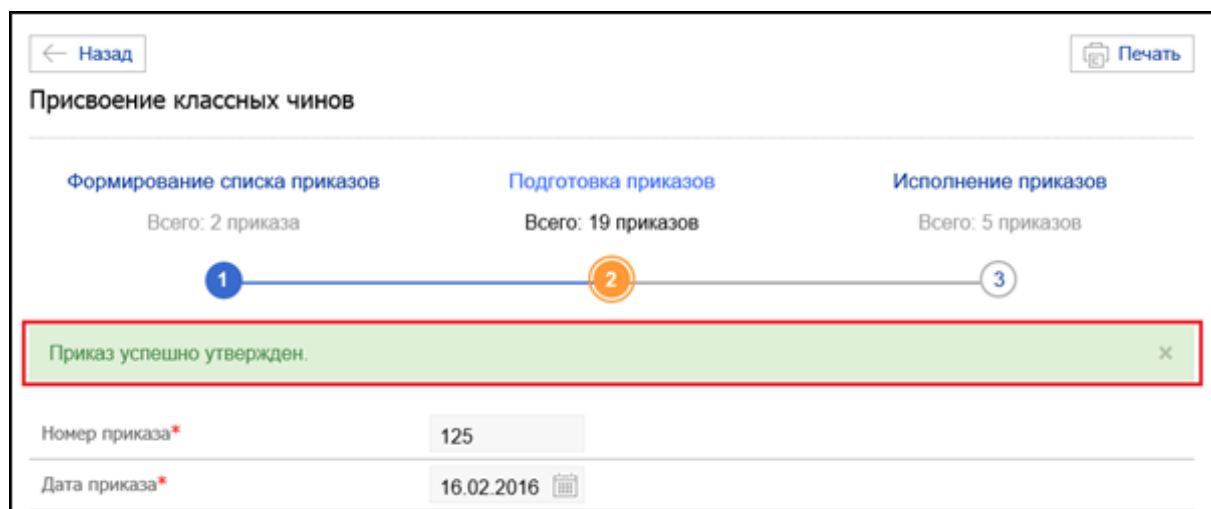 Назад
Печать
Присвоение классных чинов
Формирование списка приказов
Подготовка приказов
Исполнение приказов
Всего: 2 приказа
Всего: 19 приказов
Всего: 5 приказов
1
2
3
Приказ успешно утвержден.
Номер приказа* 125
Дата приказа* 16.02.2016